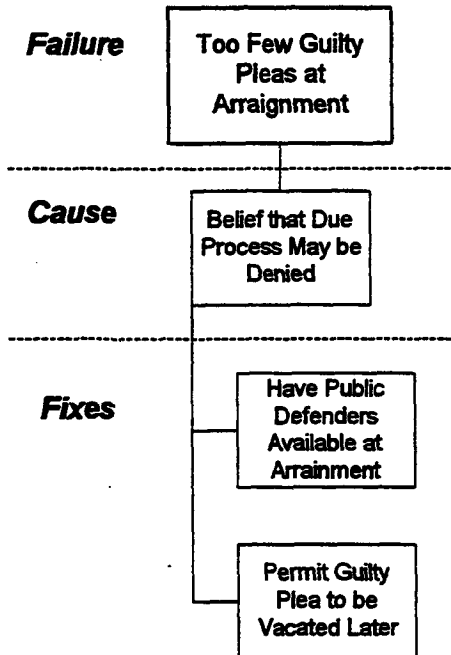 Failure
Too Few Guilty
Pleas at
Arraignment
Cause
Belief that Due
Process May be
Denied
Fixes
Have Public
Defenders
Available at
Arrainment
Permit Guilty
Plea to be
Vacated Later